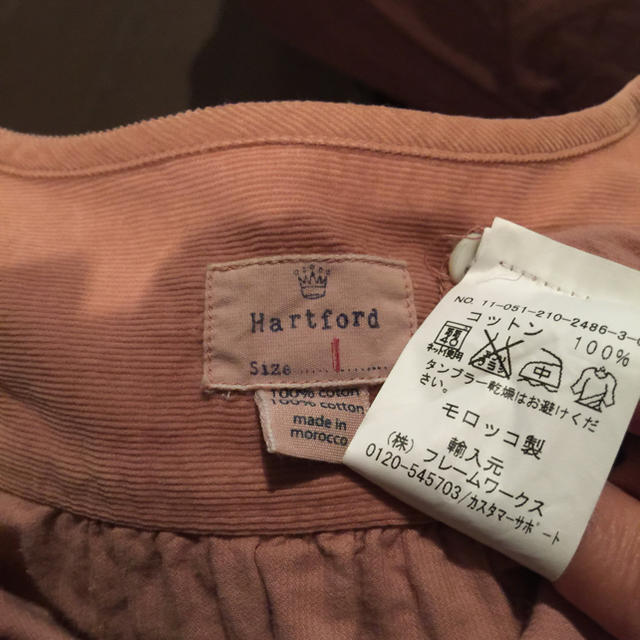 Hartford
Size 1
100% coton
100% cotton
made in
morocco
NO. 11-051-210-2486-3-0
コットン 100%
タンブラー乾燥はお避けくだ
さい。
モロッコ製
輸入元
(株) フレームワークス
0120-545703/カスタマーサポート